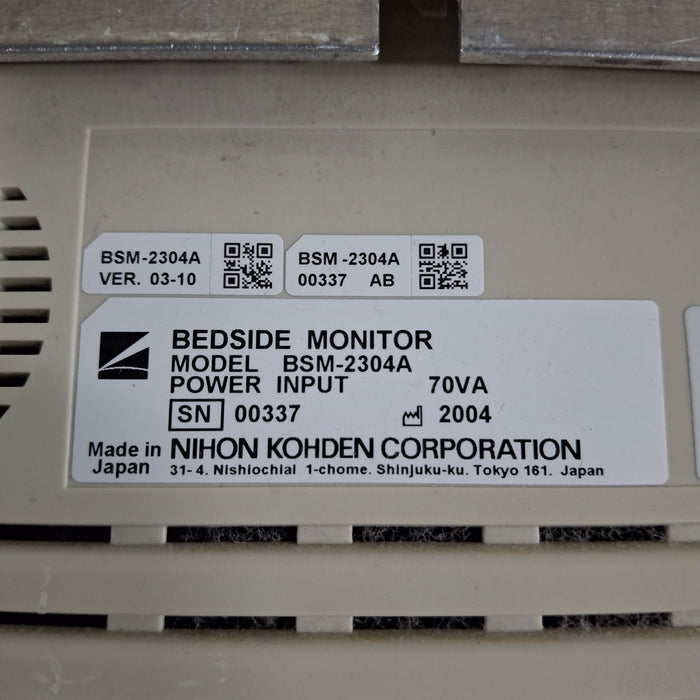 BSM-2304A
VER. 03-10
BSM -2304A
00337 AB
BEDSIDE MONITOR
MODEL BSM-2304A
POWER INPUT 70VA
SN 00337 2004
Made in Japan
NIHON KOHDEN CORPORATION
31- 4. Nishiochiai 1-chome. Shinjuku-ku. Tokyo 161. Japan